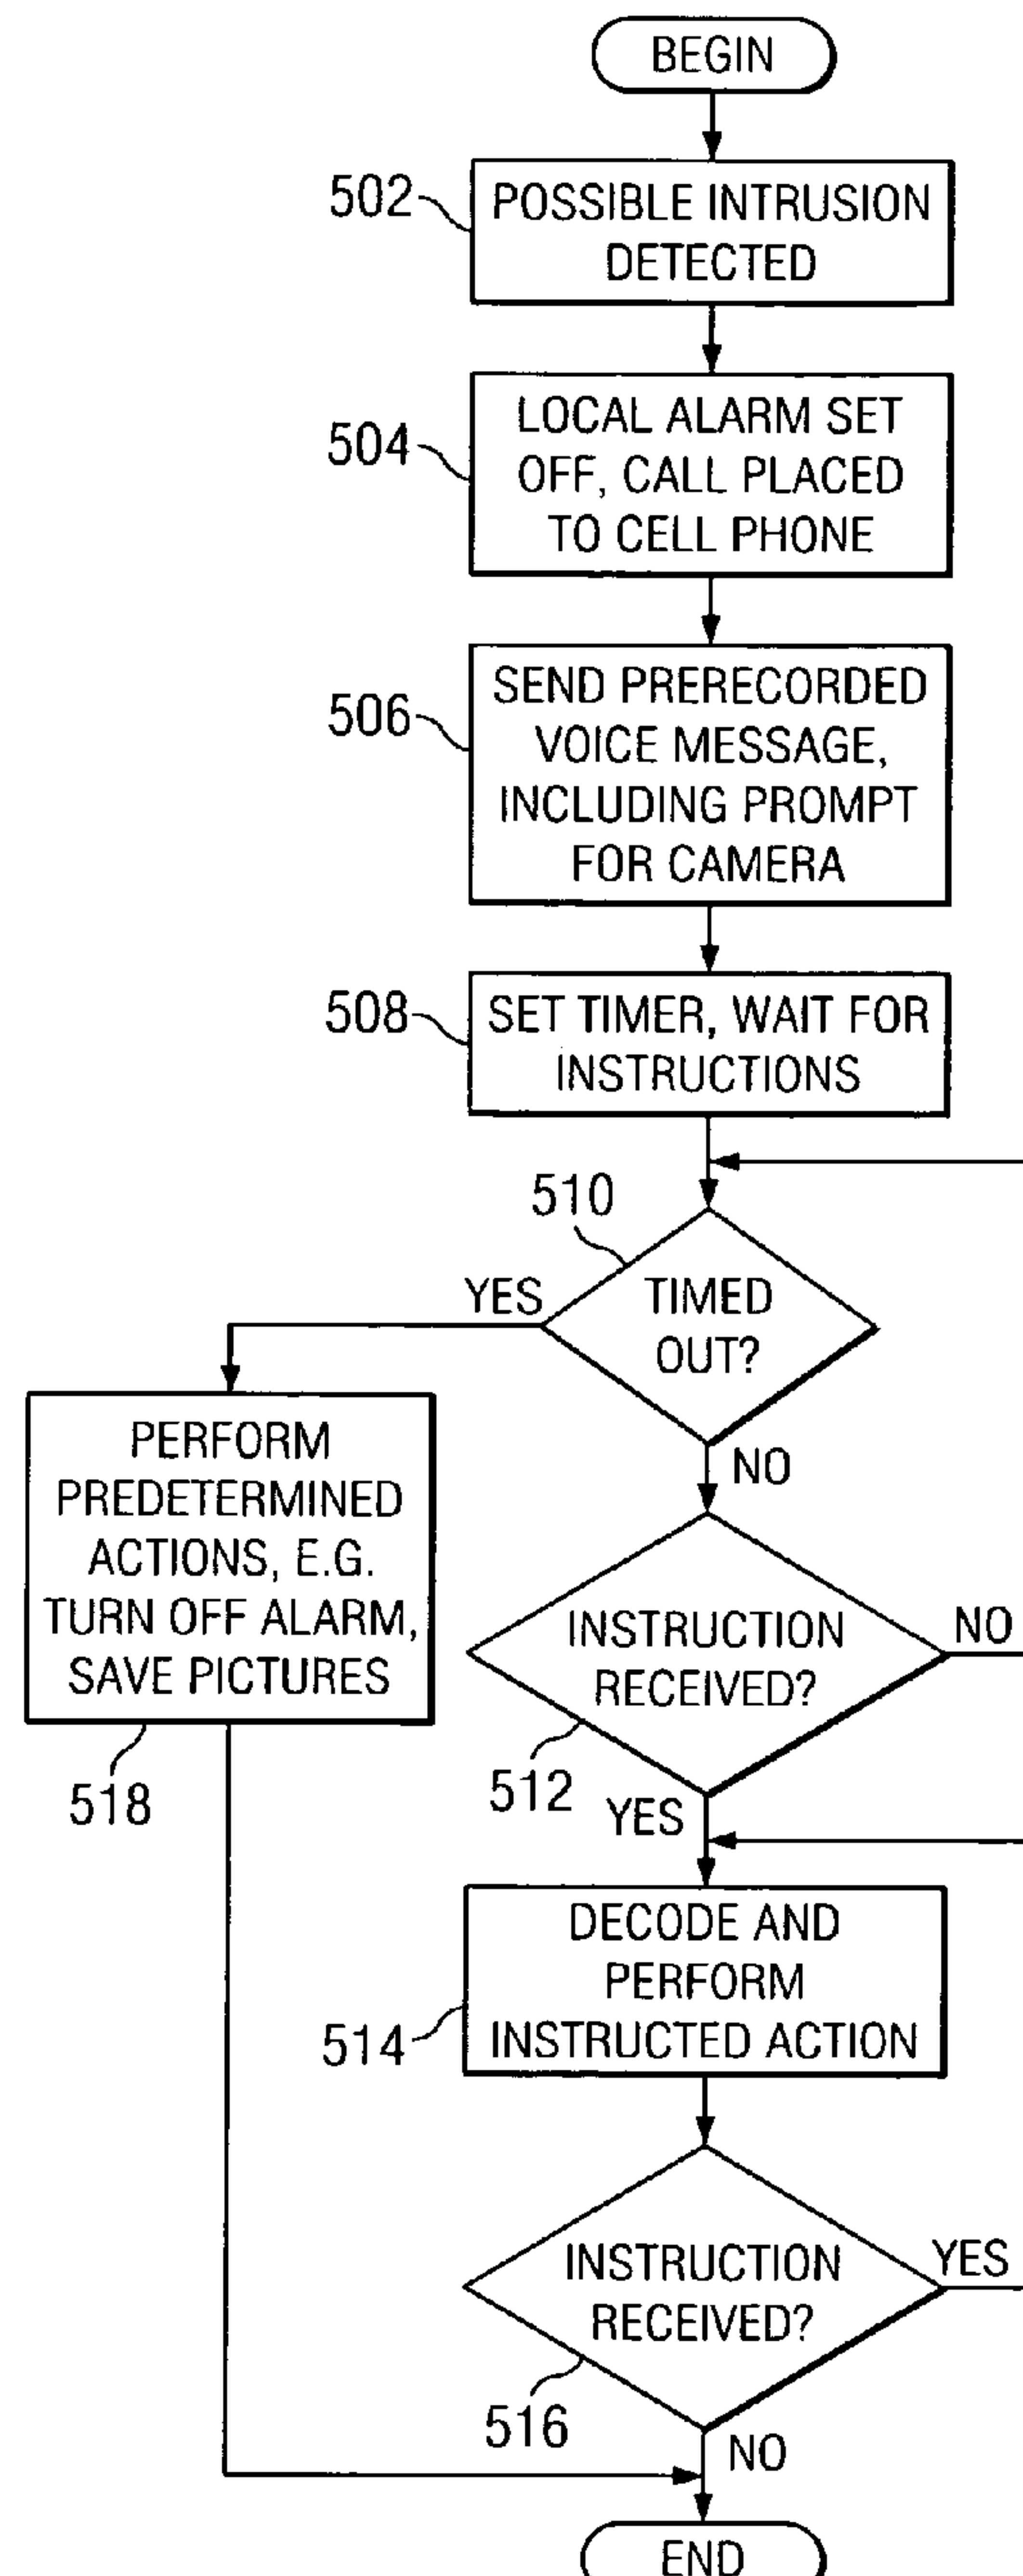 BEGIN
502
POSSIBLE INTRUSION
DETECTED
504
LOCAL ALARM SET
OFF, CALL PLACED
TO CELL PHONE
506
SEND PRERECORDED
VOICE MESSAGE,
INCLUDING PROMPT
FOR CAMERA
508
SET TIMER, WAIT FOR
INSTRUCTIONS
510
YES
TIMED
OUT?
NO
PERFORM
PREDETERMINED
ACTIONS, E.G.
TURN OFF ALARM,
SAVE PICTURES
518
INSTRUCTION
RECEIVED?
NO
512
YES
DECODE AND
PERFORM
INSTRUCTED ACTION
514
INSTRUCTION
RECEIVED?
YES
516
NO
END